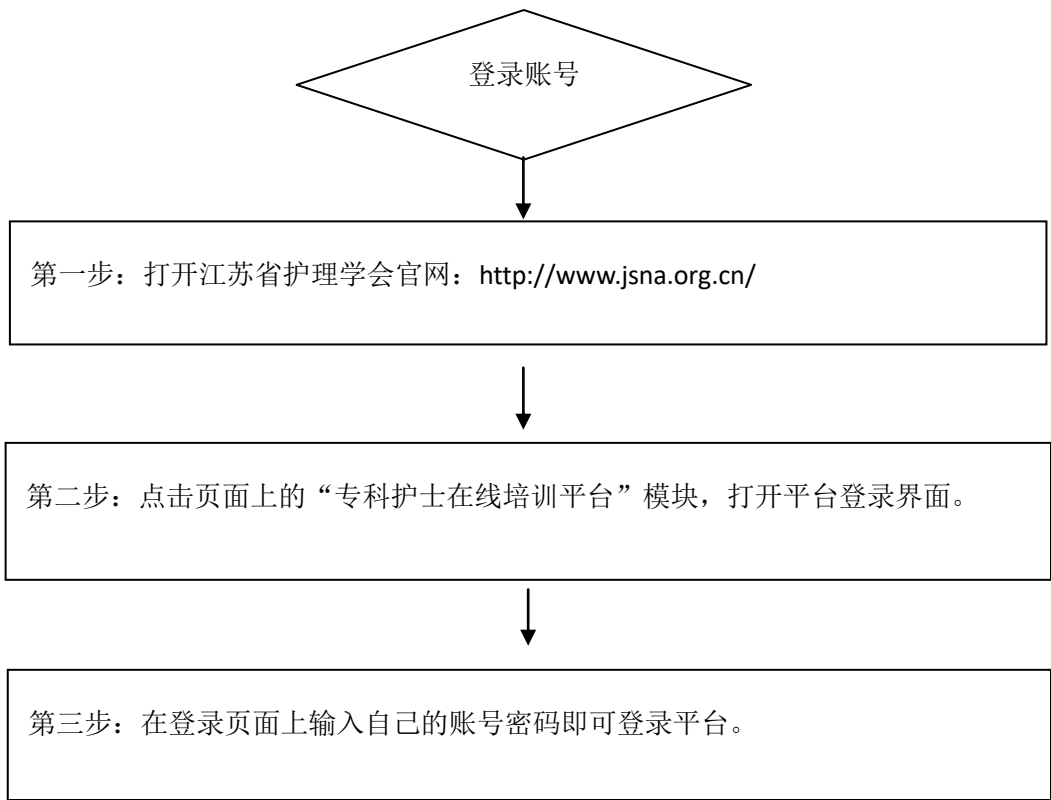 登录账号
第一步：打开江苏省护理学会官网：http://www.jsna.org.cn/
第二步：点击页面上的“专科护士在线培训平台”模块，打开平台登录界面。
第三步：在登录页面上输入自己的账号密码即可登录平台。